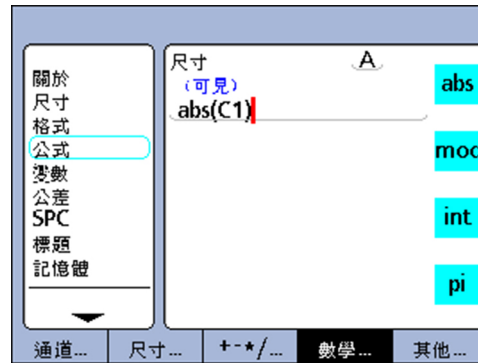 關於
尺寸
格式
公式
變數
公差
SPC
標題
記憶體
尺寸
A
(可見)
abs(C1)
abs
mod
int
pi
通道...
尺寸...
+-*/...
數學...
其他...